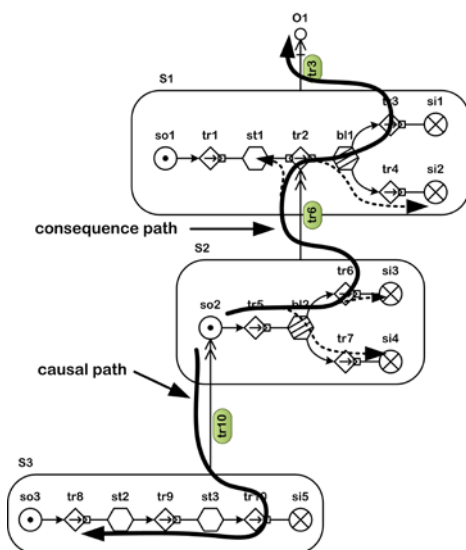 O1
tr3
S1
tr3 si1
so1 tr1 st1 tr2 bl1
tr4 si2
consequence path
tr6
S2
tr6 si3
so2 tr5 bl2
tr7 si4
causal path
tr10
S3
so3 tr8 st2 tr9 st3 tr10 si5